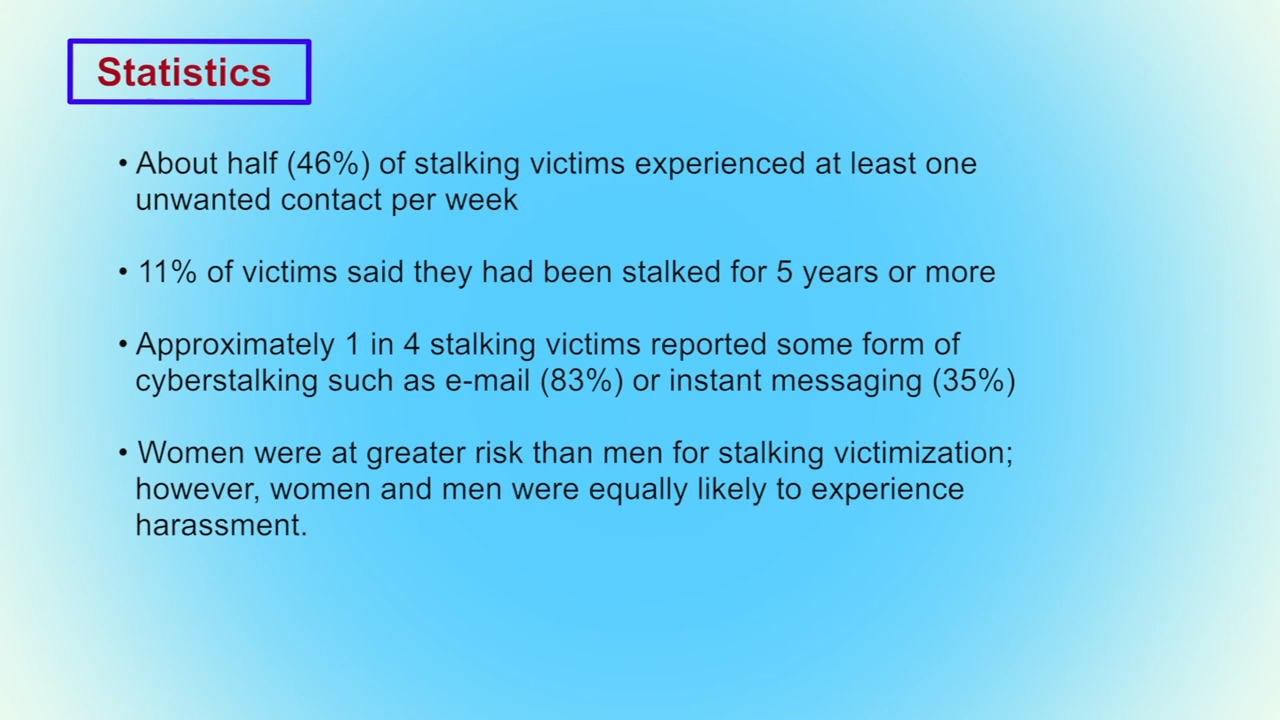 Statistics
• About half (46%) of stalking victims experienced at least one
unwanted contact per week
• 11% of victims said they had been stalked for 5 years or more
• Approximately 1 in 4 stalking victims reported some form of
cyberstalking such as e-mail (83%) or instant messaging (35%)
• Women were at greater risk than men for stalking victimization;
however, women and men were equally likely to experience
harassment.